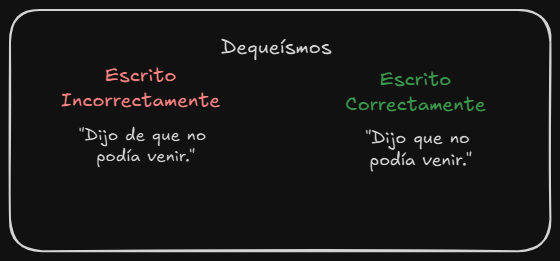 Dequeísmos
Escrito
Incorrectamente
"Dijo de que no
podía venir."
Escrito
Correctamente
"Dijo que no
podía venir."